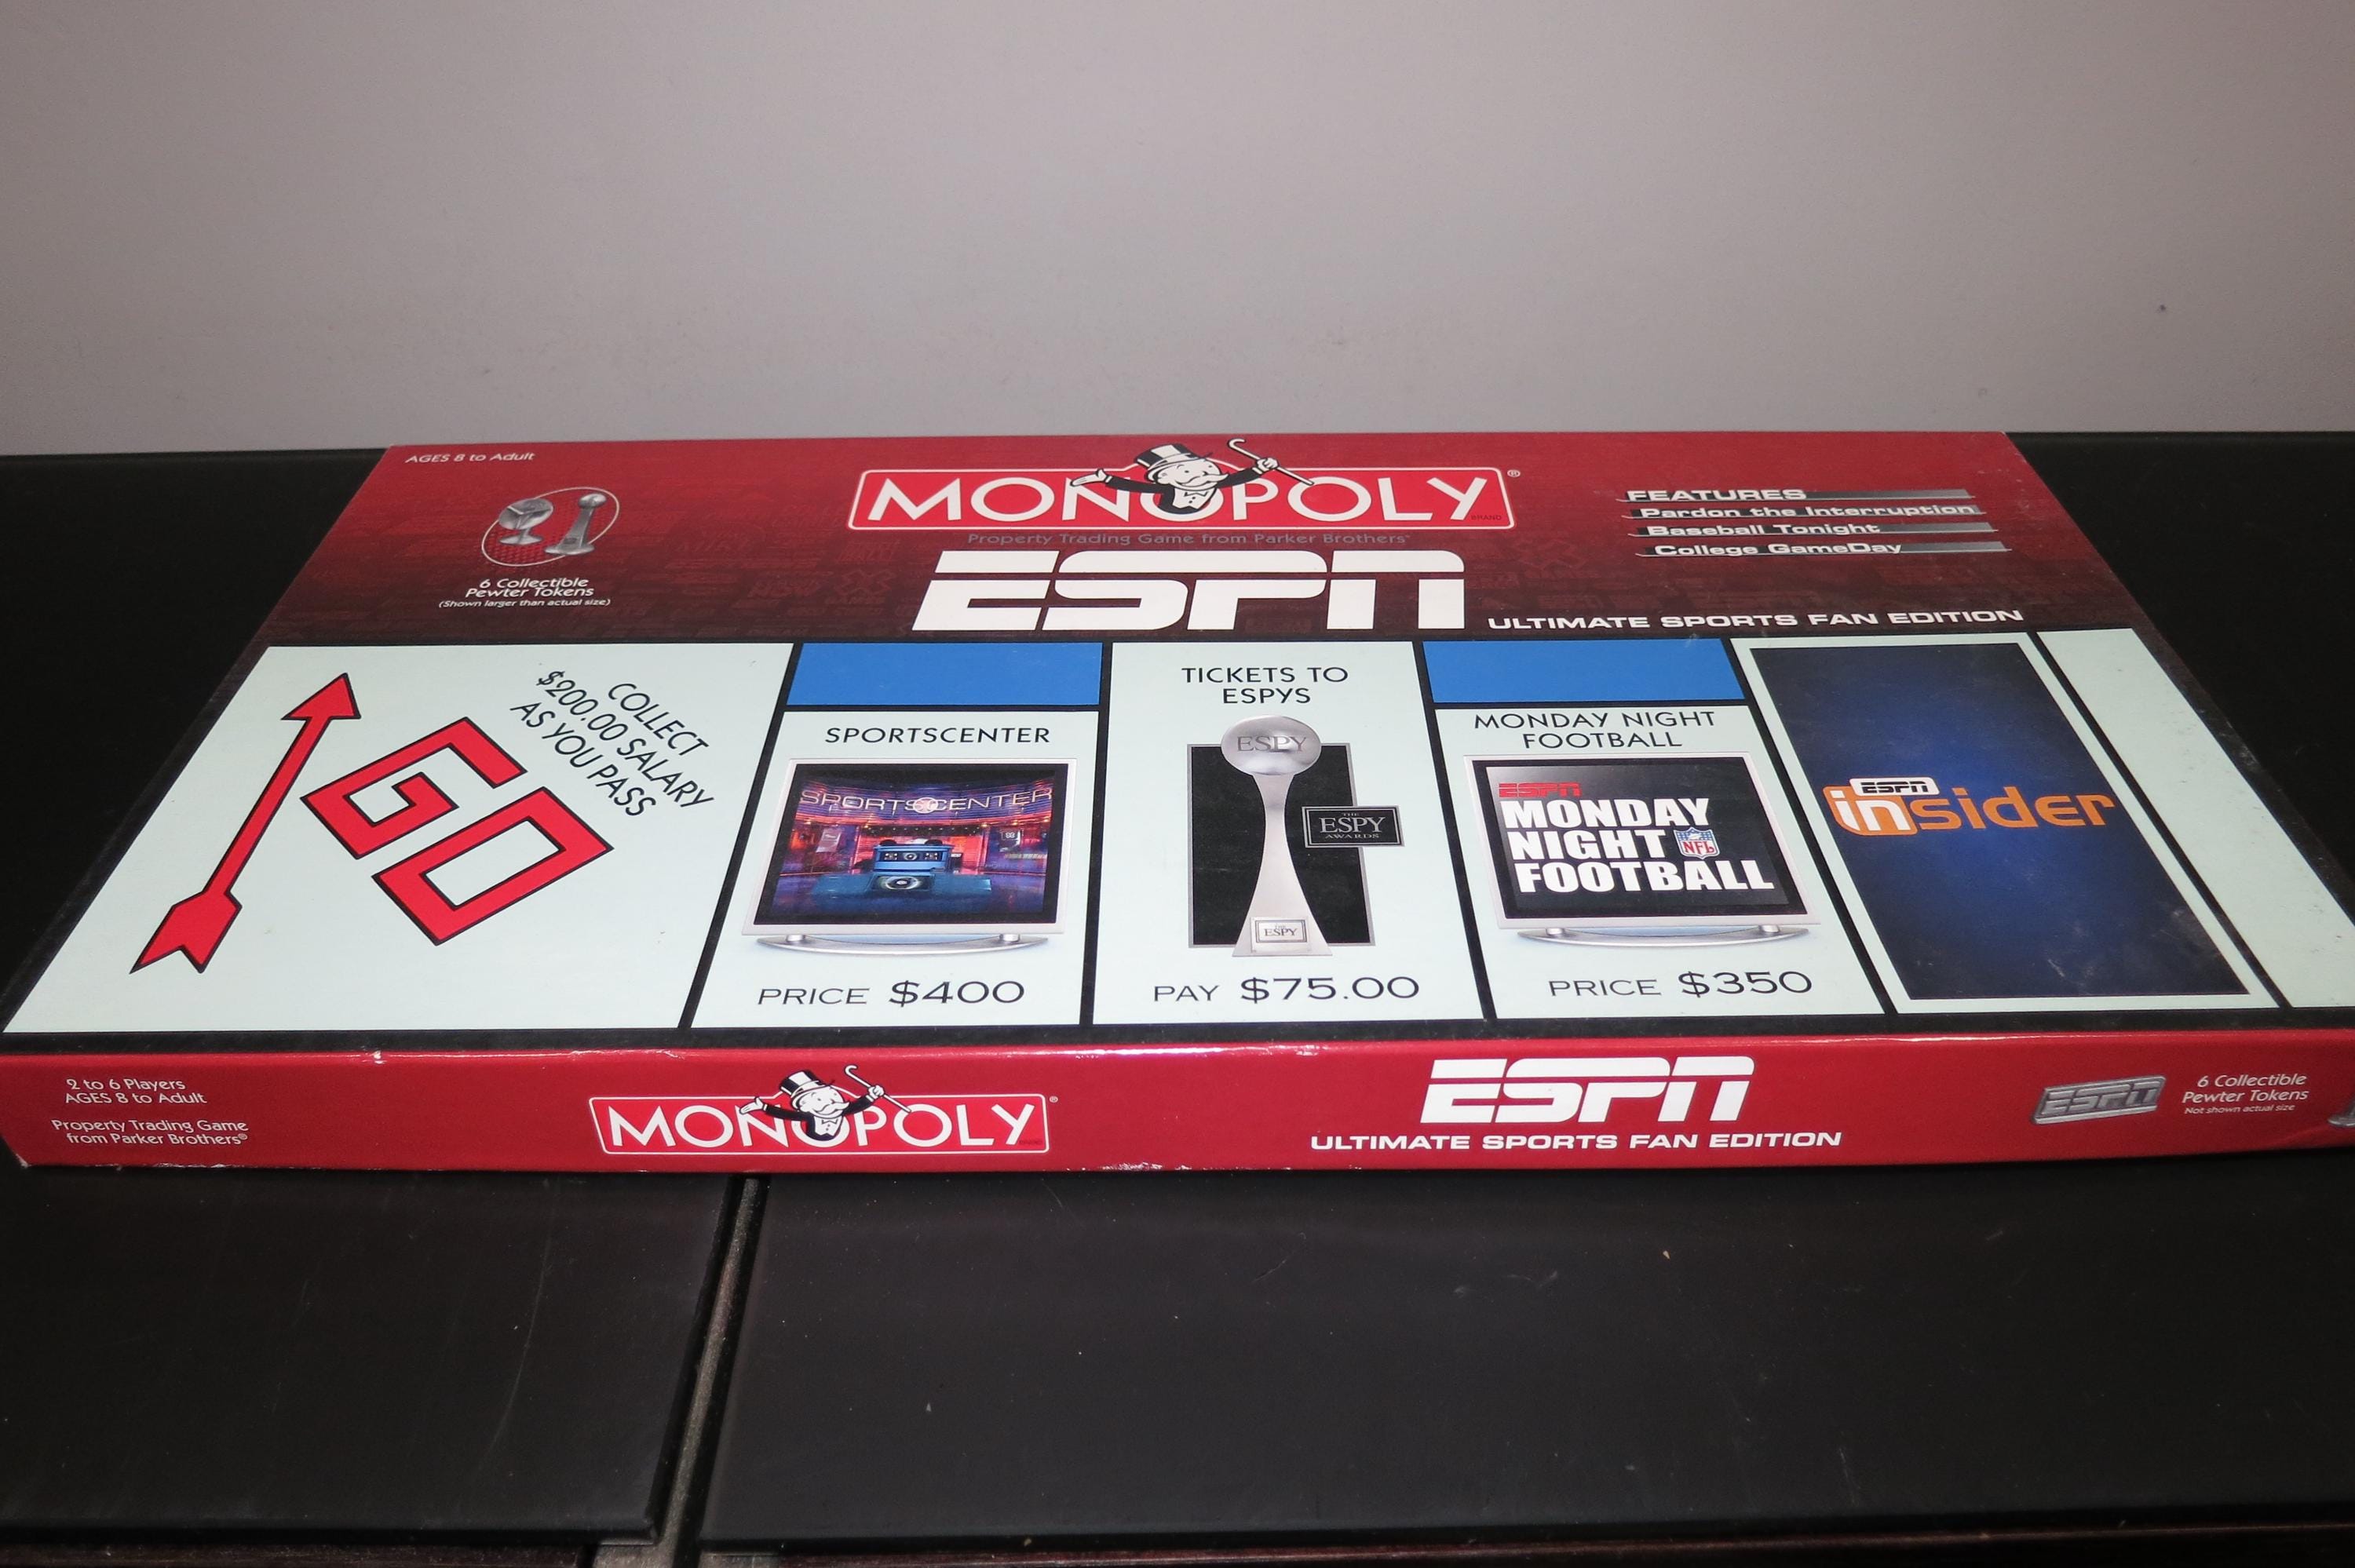 AGES 8 to Adult
MONOPOLY®
BRAND
Property Trading Game from Parker Brothers®
ESPN
ULTIMATE SPORTS FAN EDITION
6 Collectible
Pewter Tokens
(Shown larger than actual size)
FEATURES
Pardon the Interruption
Baseball Tonight
College GameDay
COLLECT
$200.00 SALARY
AS YOU PASS
GO
SPORTSCENTER
SPORTSCENTER
PRICE $400
TICKETS TO
ESPYS
ESPY
THE
ESPY
AWARDS
ESPY
PAY $75.00
MONDAY NIGHT
FOOTBALL
ESPN
MONDAY
NIGHT NFL
FOOTBALL
PRICE $350
ESPN
insider
2 to 6 Players
AGES 8 to Adult
Property Trading Game
from Parker Brothers®
MONOPOLY®
ESPN
ULTIMATE SPORTS FAN EDITION
ESPN
6 Collectible
Pewter Tokens
Not shown actual size